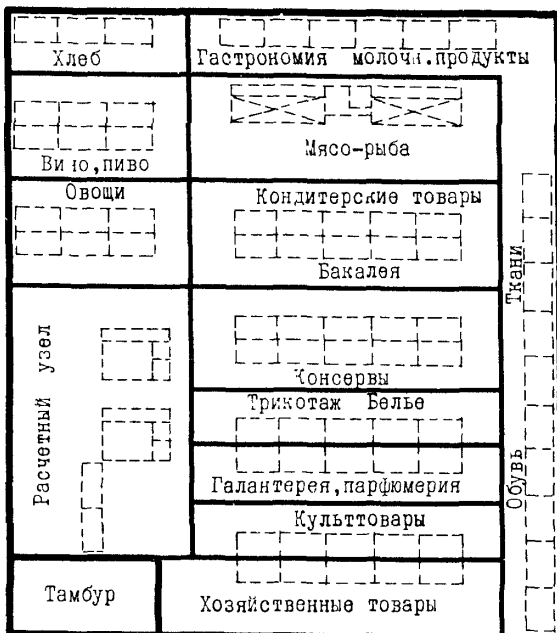 Хлеб
Гастрономия молочн.продукты
Вино,пиво
Мясо-рыба
Овощи
Кондитерские товары
Бакалея
Ткани
Расчетный узел
Консервы
Трикотаж Белье
Обувь
Галантерея,парфюмерия
Культтовары
Тамбур
Хозяйственные товары